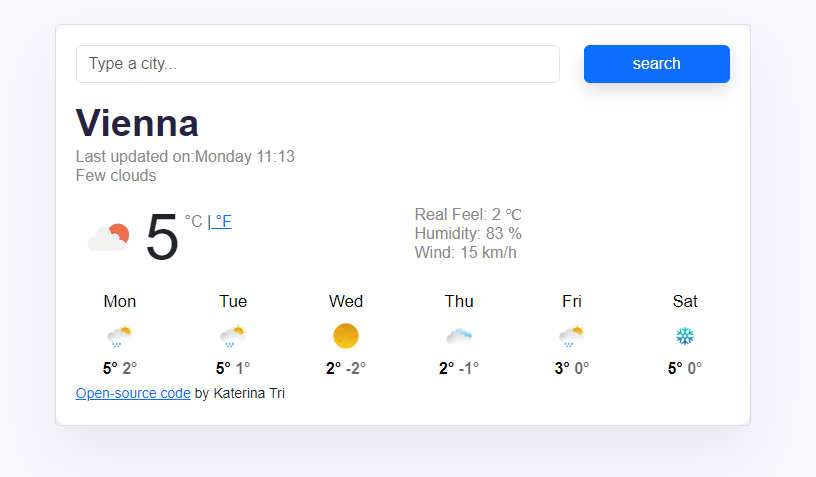 Type a city...
search
Vienna
Last updated on:Monday 11:13
Few clouds
5 °C | °F
Real Feel: 2 °C
Humidity: 83 %
Wind: 15 km/h
Mon Tue Wed Thu Fri Sat
5° 2° 5° 1° 2° -2° 2° -1° 3° 0° 5° 0°
Open-source code by Katerina Tri